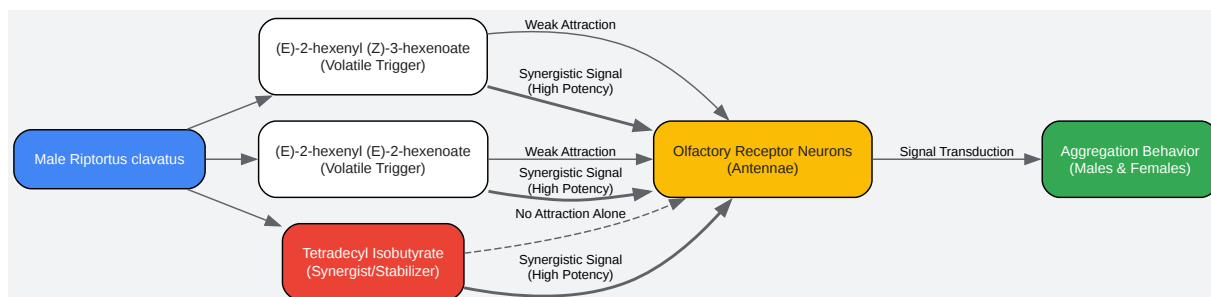 Weak Attraction
(E)-2-hexenyl (Z)-3-hexenoate
(Volatile Trigger)
Synergistic Signal
(High Potency)
Male Riptortus clavatus
(E)-2-hexenyl (E)-2-hexenoate
(Volatile Trigger)
Weak Attraction
Synergistic Signal
(High Potency)
Olfactory Receptor Neurons
(Antennae)
Signal Transduction
Aggregation Behavior
(Males & Females)
No Attraction Alone
Tetradecyl Isobutyrate
(Synergist/Stabilizer)
Synergistic Signal
(High Potency)